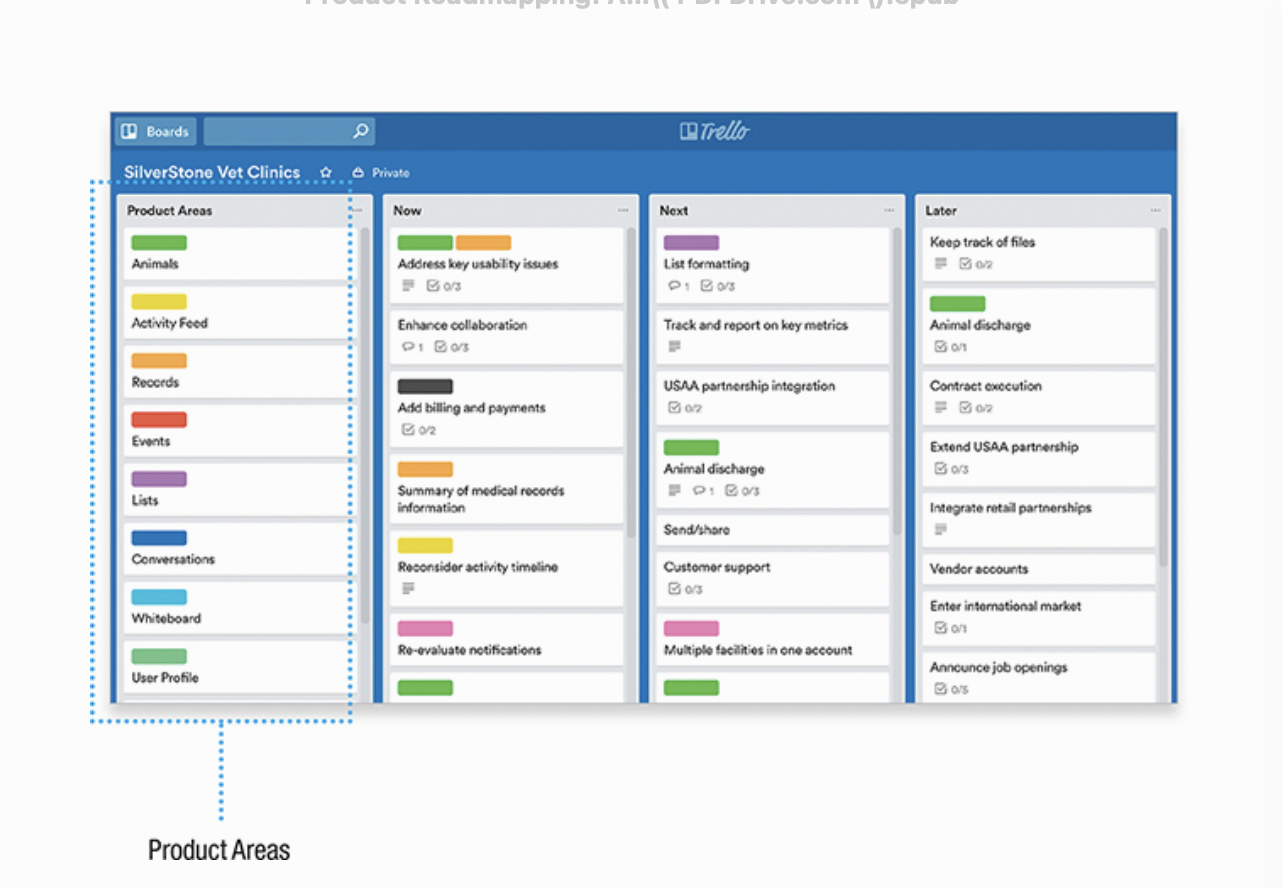 Boards
Trello
SilverStone Vet Clinics
Private
Product Areas
Animals
Activity Feed
Records
Events
Lists
Conversations
Whiteboard
User Profile
Now
Address key usability issues
0/3
Enhance collaboration
1 0/3
Add billing and payments
0/2
Summary of medical records
information
Reconsider activity timeline
Re-evaluate notifications
Next
List formatting
1 0/3
Track and report on key metrics
USAA partnership integration
0/2
Animal discharge
1 0/3
Send/share
Customer support
0/3
Multiple facilities in one account
Later
Keep track of files
0/2
Animal discharge
0/1
Contract execution
0/2
Extend USAA partnership
0/3
Integrate retail partnerships
Vendor accounts
Enter international market
0/1
Announce job openings
0/5
Product Areas